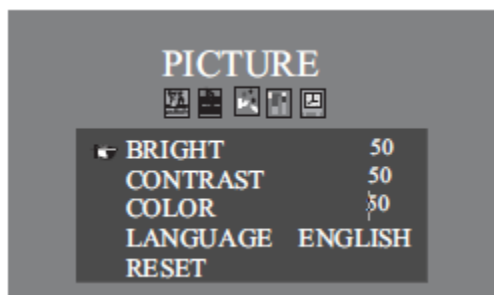 PICTURE
BRIGHT 50
CONTRAST 50
COLOR 50
LANGUAGE ENGLISH
RESET